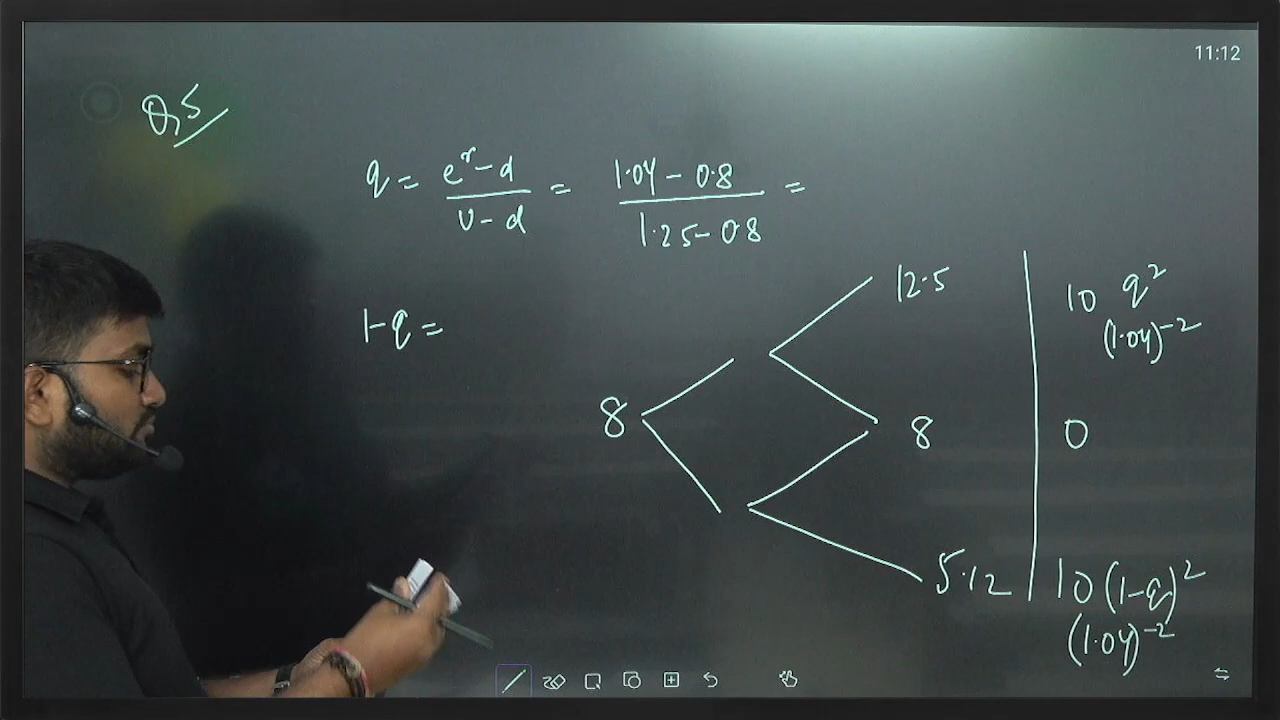 11:12
Q5
q = (e^r - d)/(u - d) = (1.04 - 0.8)/(1.25 - 0.8) =
1-q =
12.5
10 q^2
(1.04)^-2
8
8
0
5.12
10 (1-q)^2
(1.04)^-2